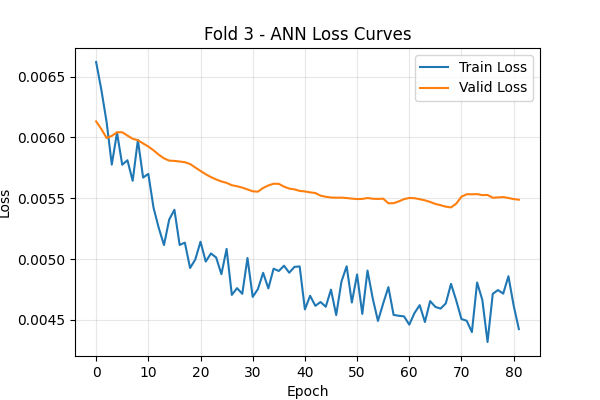 Fold 3 - ANN Loss Curves
Train Loss
Valid Loss
0.0065
0.0060
0.0055
0.0050
0.0045
Loss
0 10 20 30 40 50 60 70 80
Epoch